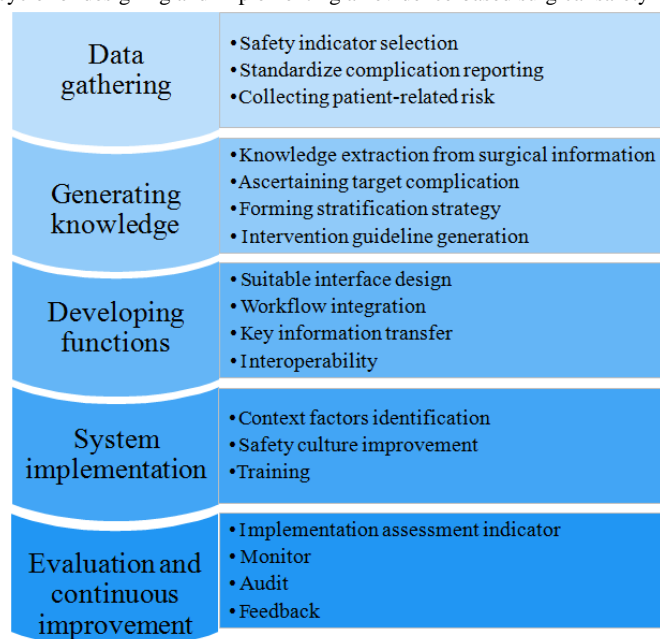 Data
gathering
• Safety indicator selection
• Standardize complication reporting
• Collecting patient-related risk
Generating
knowledge
• Knowledge extraction from surgical information
• Ascertaining target complication
• Forming stratification strategy
• Intervention guideline generation
Developing
functions
• Suitable interface design
• Workflow integration
• Key information transfer
• Interoperability
System
implementation
• Context factors identification
• Safety culture improvement
• Training
Evaluation and
continuous
improvement
• Implementation assessment indicator
• Monitor
• Audit
• Feedback